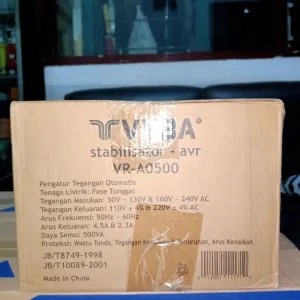 stabilisator - avr
VR-A0500
Pengatur Tegangan Otomatis
Tenaga Listrik: Fase Tunggal
Tegangan Masukan: 50V - 130V & 160V - 240V AC
Tegangan Keluaran: 110V ± 4% & 220V ± 4% AC
Arus Frekuensi: 50Hz - 60Hz
Arus Keluaran: 4.5A & 2.3A
Daya Semu: 500VA
Proteksi: Waktu Tunda, Tegangan Kenaikan & Penurunan, Arus Kenaikan
JB/T8749-1998
JB/T10089-2001
Made In China